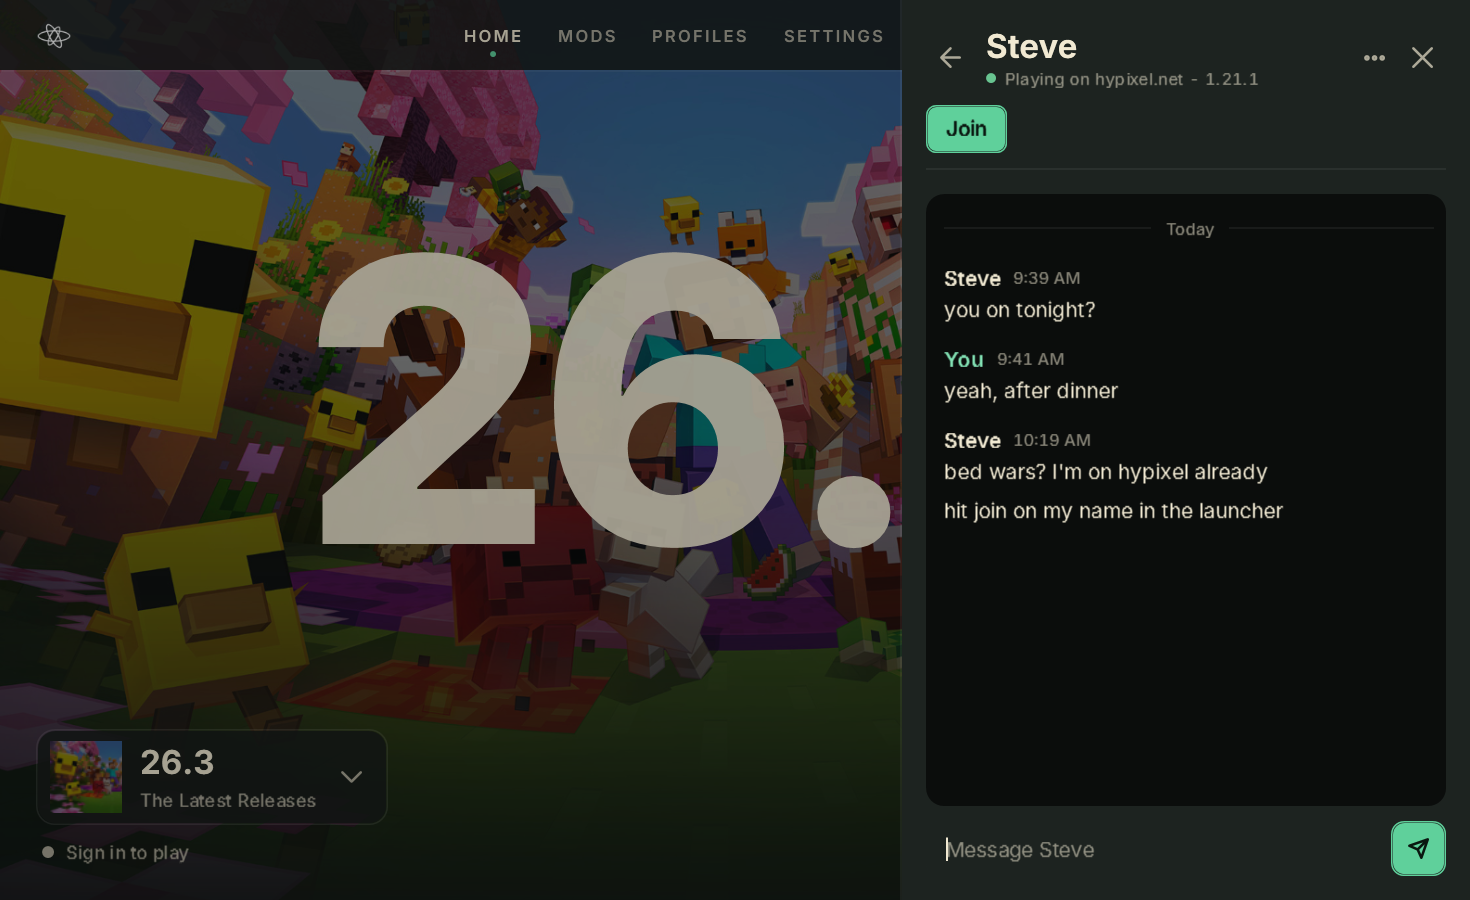 HOME MODS PROFILES SETTINGS
26.
26.3
The Latest Releases
Sign in to play
Steve
Playing on hypixel.net - 1.21.1
Join
Today
Steve 9:39 AM
you on tonight?
You 9:41 AM
yeah, after dinner
Steve 10:19 AM
bed wars? I'm on hypixel already
hit join on my name in the launcher
Message Steve